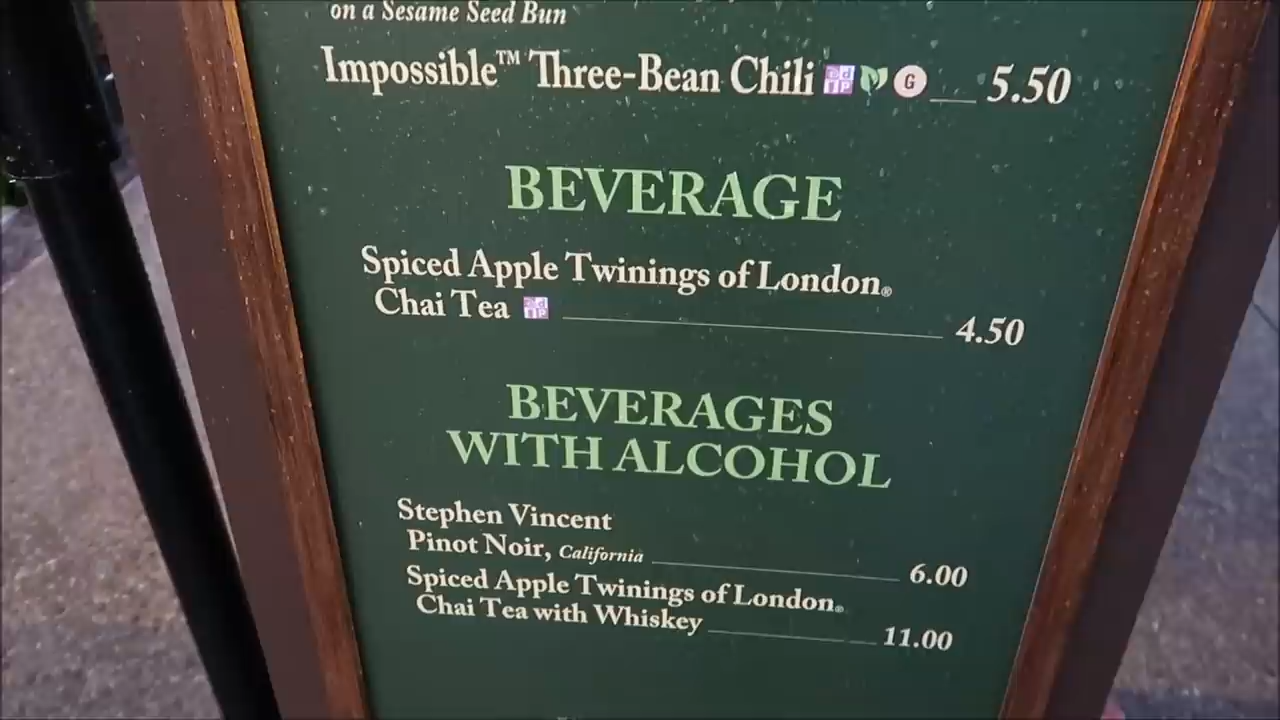 on a Sesame Seed Bun
Impossible™ Three-Bean Chili G 5.50
BEVERAGE
Spiced Apple Twinings of London®
Chai Tea 4.50
BEVERAGES
WITH ALCOHOL
Stephen Vincent
Pinot Noir, California 6.00
Spiced Apple Twinings of London®
Chai Tea with Whiskey 11.00